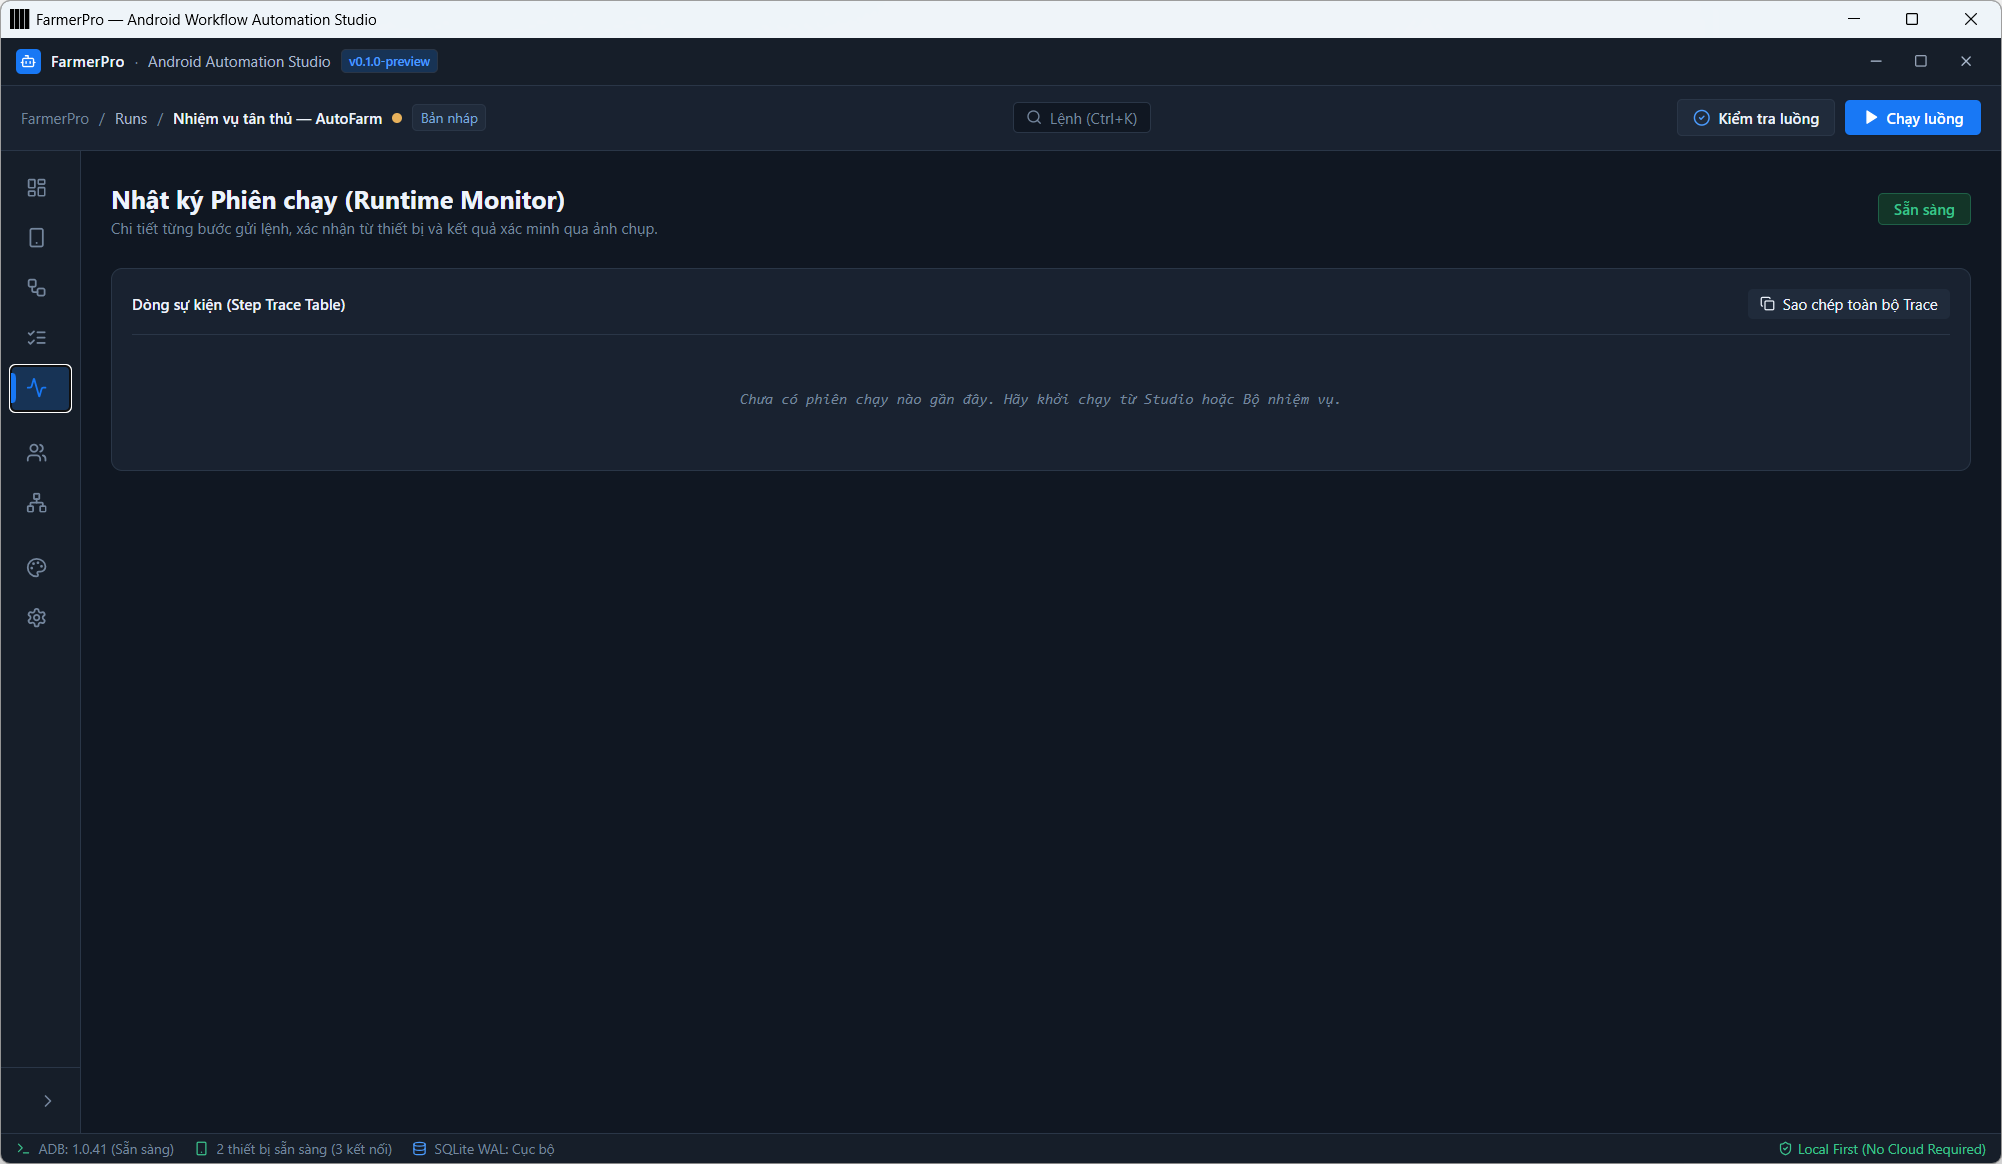 FarmerPro — Android Workflow Automation Studio
FarmerPro · Android Automation Studio v0.1.0-preview
FarmerPro / Runs / Nhiệm vụ tân thủ — AutoFarm Bản nháp
Lệnh (Ctrl+K)
Kiểm tra luồng
Chạy luồng
Nhật ký Phiên chạy (Runtime Monitor)
Chi tiết từng bước gửi lệnh, xác nhận từ thiết bị và kết quả xác minh qua ảnh chụp.
Sẵn sàng
Dòng sự kiện (Step Trace Table)
Sao chép toàn bộ Trace
Chưa có phiên chạy nào gần đây. Hãy khởi chạy từ Studio hoặc Bộ nhiệm vụ.
ADB: 1.0.41 (Sẵn sàng)
2 thiết bị sẵn sàng (3 kết nối)
SQLite WAL: Cục bộ
Local First (No Cloud Required)